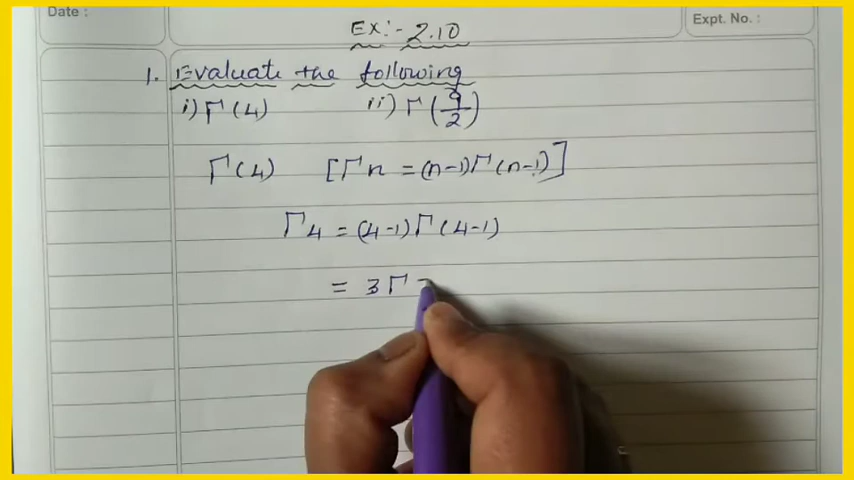 Date :
Expt. No. :
Ex:- 2.10
1. Evaluate the following
i) Γ(4) ii) Γ(9/2)
Γ(4) [Γn = (n-1)Γ(n-1)]
Γ4 = (4-1)Γ(4-1)
= 3Γ